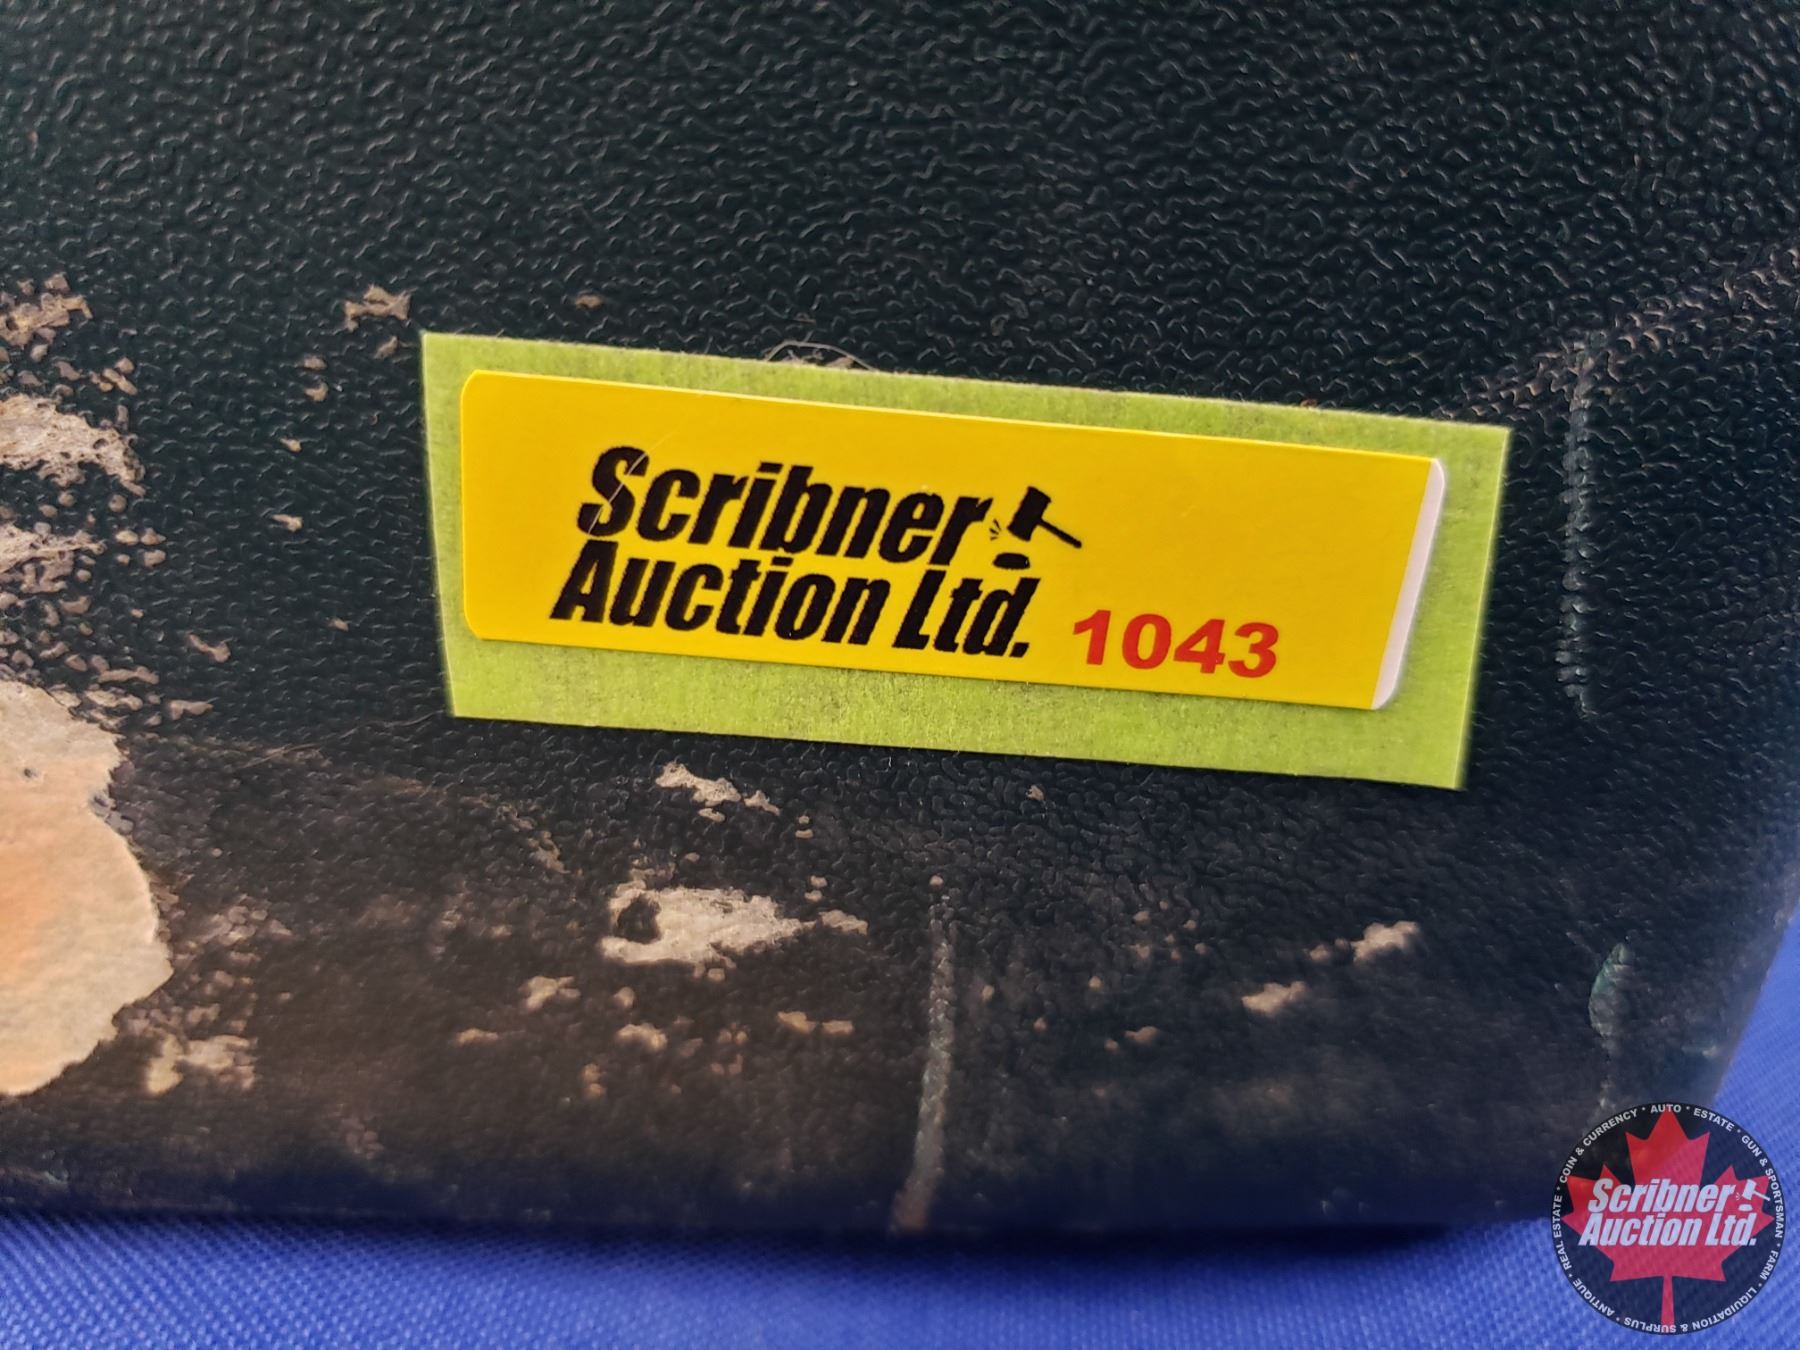 Scribner
Auction Ltd. 1043
COIN & CURRENCY • AUTO • ESTATE • GUN & SPORTSMAN • FARM • LIQUIDATION & SURPLUS • ANTIQUE • REAL ESTATE •
Scribner
Auction Ltd.